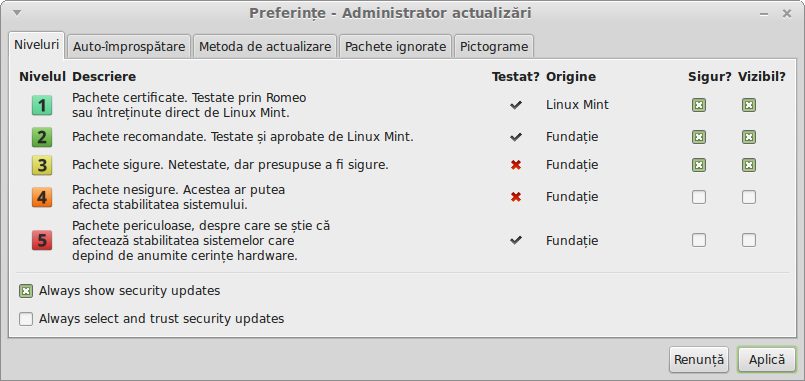 Preferințe - Administrator actualizări
Niveluri Auto-împrospătare Metoda de actualizare Pachete ignorate Pictograme
Nivelul Descriere Testat? Origine Sigur? Vizibil?
1 Pachete certificate. Testate prin Romeo
sau întreținute direct de Linux Mint. Linux Mint
2 Pachete recomandate. Testate și aprobate de Linux Mint. Fundație
3 Pachete sigure. Netestate, dar presupuse a fi sigure. Fundație
4 Pachete nesigure. Acestea ar putea
afecta stabilitatea sistemului. Fundație
Pachete periculoase, despre care se știe că
5 afectează stabilitatea sistemelor care Fundație
depind de anumite cerințe hardware.
Always show security updates
Always select and trust security updates
Renunță Aplică